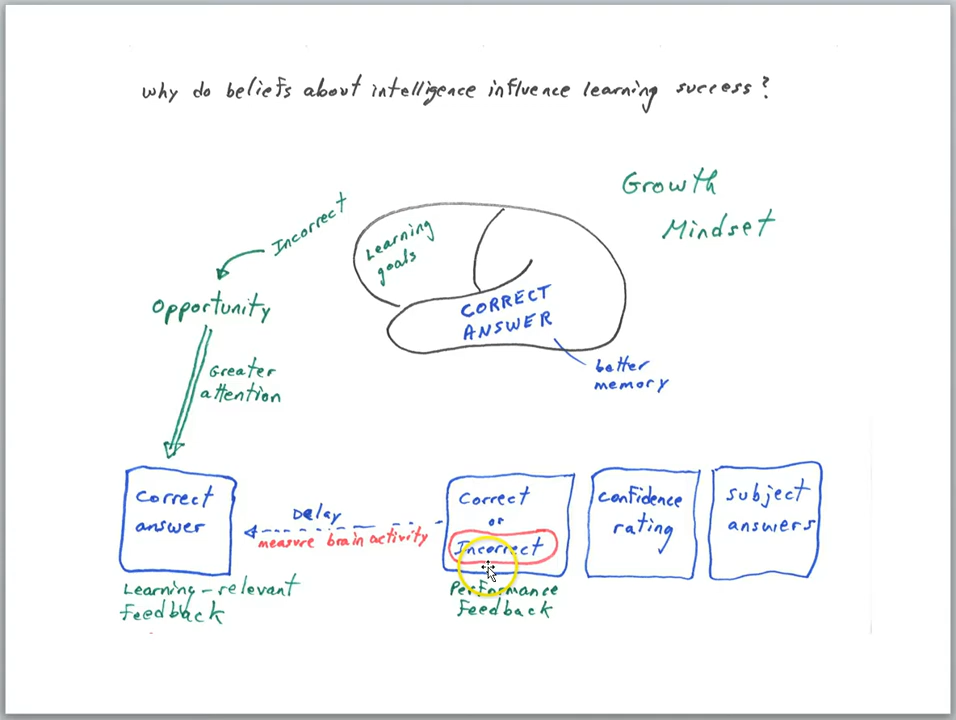 why do beliefs about intelligence influence learning success?
Growth
Mindset
Incorrect
Learning
goals
Opportunity
CORRECT
ANSWER
Greater
attention
better
memory
Correct
answer
Delay
measure brain activity
Correct
or
Incorrect
confidence
rating
subject
answers
Learning-relevant
Feedback
Performance
Feedback